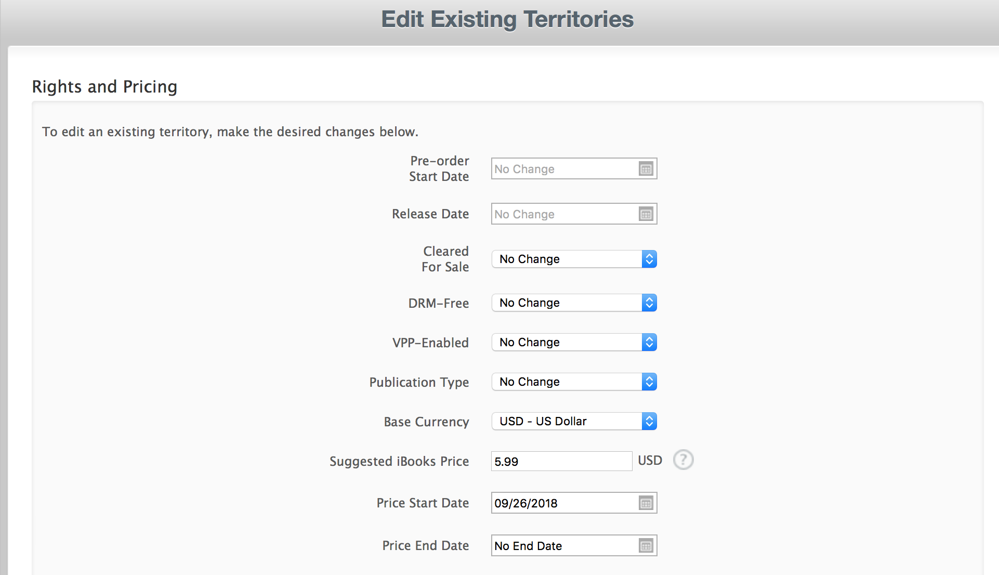 Edit Existing Territories
Rights and Pricing
To edit an existing territory, make the desired changes below.
Pre-order
Start Date
No Change
Release Date
No Change
Cleared
For Sale
No Change
DRM-Free
No Change
VPP-Enabled
No Change
Publication Type
No Change
Base Currency
USD - US Dollar
Suggested iBooks Price
5.99
USD
?
Price Start Date
09/26/2018
Price End Date
No End Date